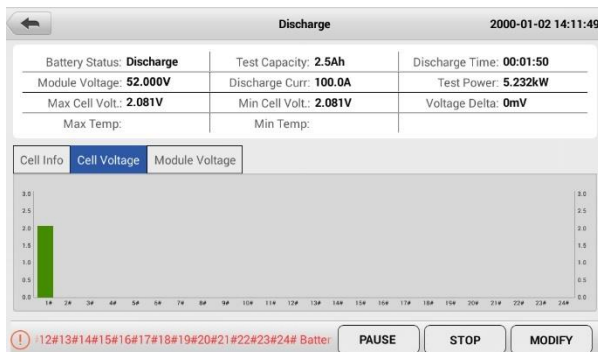 Discharge 2000-01-02 14:11:49
Battery Status: Discharge Test Capacity: 2.5Ah Discharge Time: 00:01:50
Module Voltage: 52.000V Discharge Curr: 100.0A Test Power: 5.232kW
Max Cell Volt.: 2.081V Min Cell Volt.: 2.081V Voltage Delta: 0mV
Max Temp: Min Temp:
Cell Info Cell Voltage Module Voltage
3.0 3.0
2.5 2.5
2.0 2.0
1.5 1.5
1.0 1.0
0.5 0.5
0.0 0.0
1# 2# 3# 4# 5# 6# 7# 8# 9# 10# 11# 12# 13# 14# 15# 16# 17# 18# 19# 20# 21# 22# 23# 24#
12#13#14#15#16#17#18#19#20#21#22#23#24# Batter PAUSE STOP MODIFY